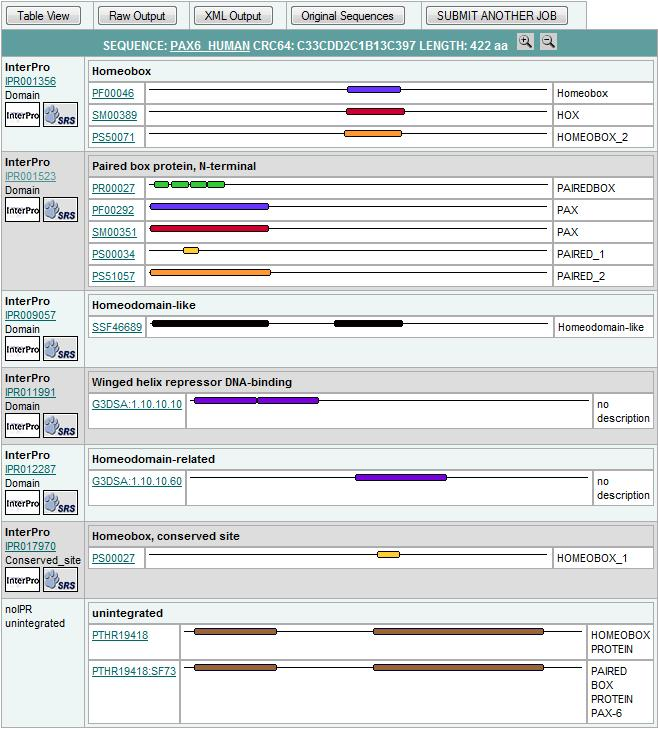 Table View Raw Output XML Output Original Sequences SUBMIT ANOTHER JOB
SEQUENCE: PAX6_HUMAN CRC64: C33CDD2C1B13C397 LENGTH: 422 aa
InterPro
IPR001356
Domain
InterPro SRS
Homeobox
PF00046 Homeobox
SM00389 HOX
PS50071 HOMEOBOX_2
InterPro
IPR001523
Domain
InterPro SRS
Paired box protein, N-terminal
PR00027 PAIREDBOX
PF00292 PAX
SM00351 PAX
PS00034 PAIRED_1
PS51057 PAIRED_2
InterPro
IPR009057
Domain
InterPro SRS
Homeodomain-like
SSF46689 Homeodomain-like
InterPro
IPR011991
Domain
InterPro SRS
Winged helix repressor DNA-binding
G3DSA:1.10.10.10 no
description
InterPro
IPR012287
Domain
InterPro SRS
Homeodomain-related
G3DSA:1.10.10.60 no
description
InterPro
IPR017970
Conserved_site
InterPro SRS
Homeobox, conserved site
PS00027 HOMEOBOX_1
noIPR
unintegrated
unintegrated
PTHR19418 HOMEOBOX
PROTEIN
PTHR19418:SF73 PAIRED
BOX
PROTEIN
PAX-6